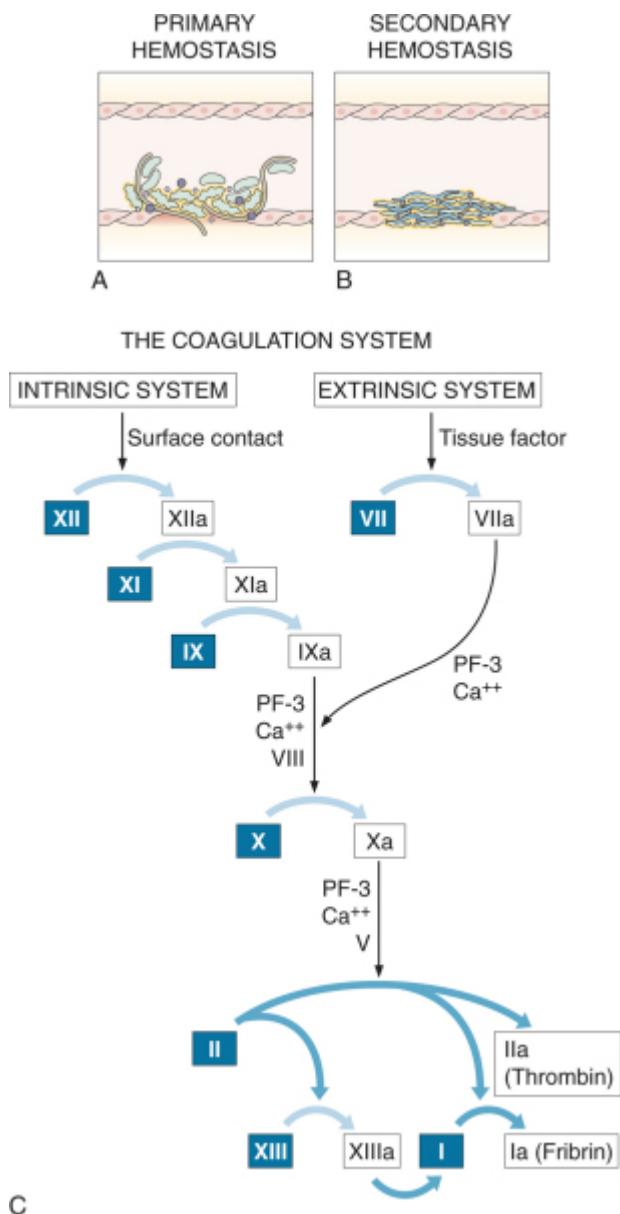 PRIMARY
HEMOSTASIS
SECONDARY
HEMOSTASIS
A
B
THE COAGULATION SYSTEM
INTRINSIC SYSTEM
EXTRINSIC SYSTEM
Surface contact
Tissue factor
XII
XIIa
VII
VIIa
XI
XIa
IX
IXa
PF-3
Ca++
VIII
PF-3
Ca++
X
Xa
PF-3
Ca++
V
II
IIa
(Thrombin)
XIII
XIIIa
I
Ia (Fribrin)
C